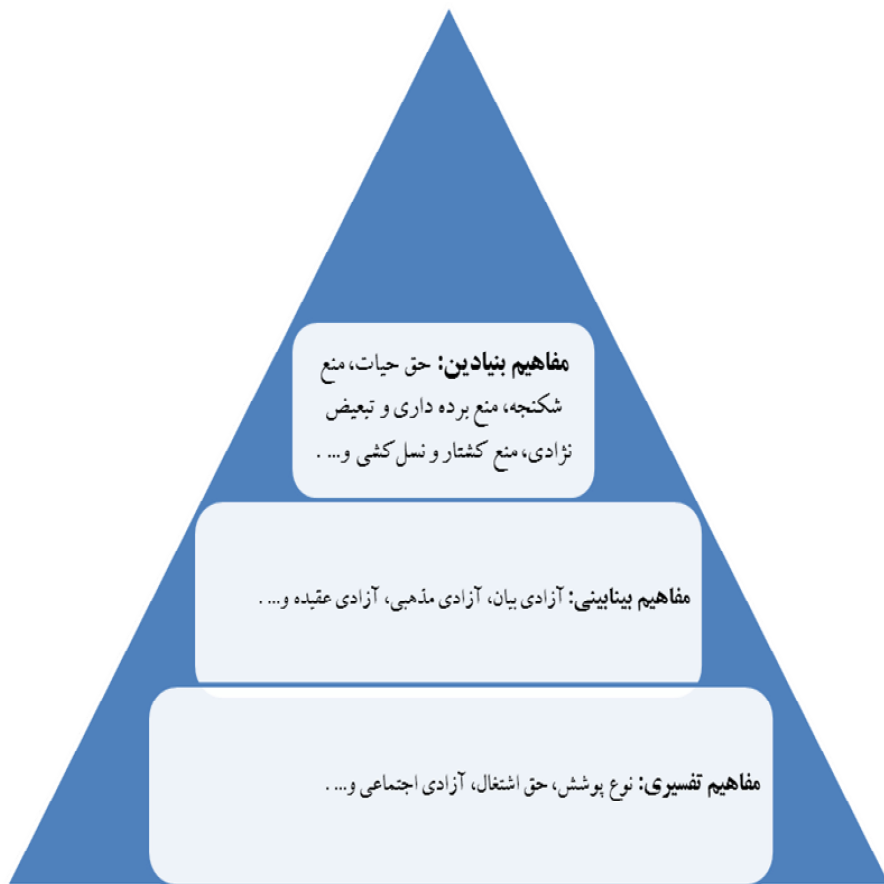 مفاهیم بنیادین: حق حیات، منع
شکنجه، منع برده داری و تبعیض
نژادی، منع کشتار و نسل کشی و... .
مفاهیم بینابینی: آزادی بیان، آزادی مذهبی، آزادی عقیده و... .
مفاهیم تفسیری: نوع پوشش، حق اشتغال، آزادی اجتماعی و... .